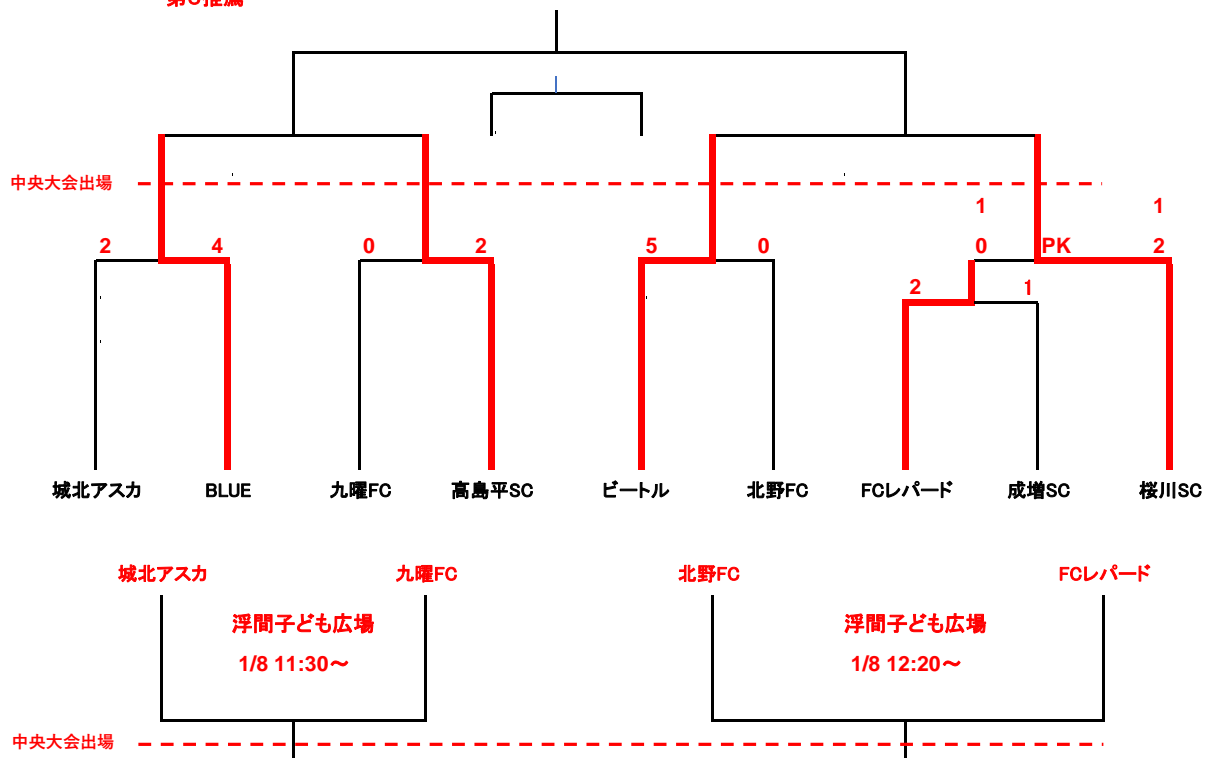 第3推薦
中央大会出場
1 1
2 4 0 2 5 0 0 PK 2
2 1
城北アスカ BLUE 九曜FC 高島平SC ビートル 北野FC FCレパード 成増SC 桜川SC
城北アスカ 九曜FC 北野FC FCレパード
浮間子ども広場 浮間子ども広場
1/8 11:30～ 1/8 12:20～
中央大会出場